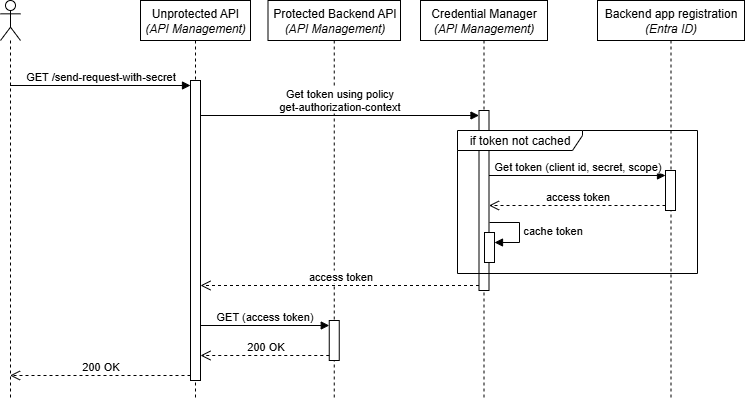 Unprotected API
(API Management)
Protected Backend API
(API Management)
Credential Manager
(API Management)
Backend app registration
(Entra ID)
GET /send-request-with-secret
Get token using policy
get-authorization-context
if token not cached
Get token (client id, secret, scope)
access token
cache token
access token
GET (access token)
200 OK
200 OK